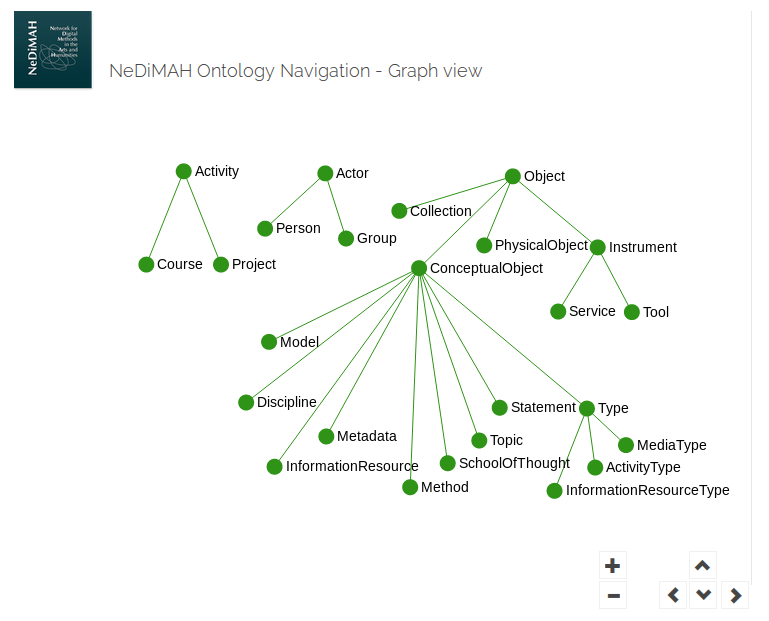 NeDiMAH
Network for
Digital
Methods
in the
Arts and
Humanities
NeDiMAH Ontology Navigation - Graph view
Activity
Actor
Object
Collection
Person
Group
PhysicalObject
Instrument
Course
Project
ConceptualObject
Service
Tool
Model
Discipline
Statement
Type
Metadata
Topic
MediaType
InformationResource
SchoolOfThought
ActivityType
Method
InformationResourceType